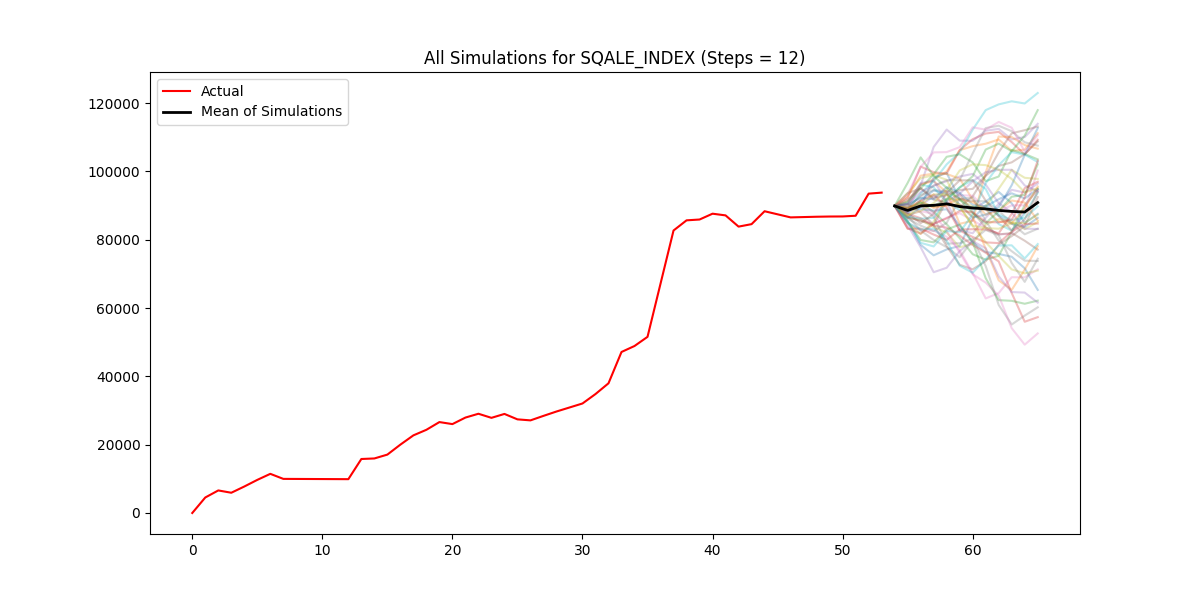 All Simulations for SQALE_INDEX (Steps = 12)
Actual
Mean of Simulations
120000
100000
80000
60000
40000
20000
0
0 10 20 30 40 50 60